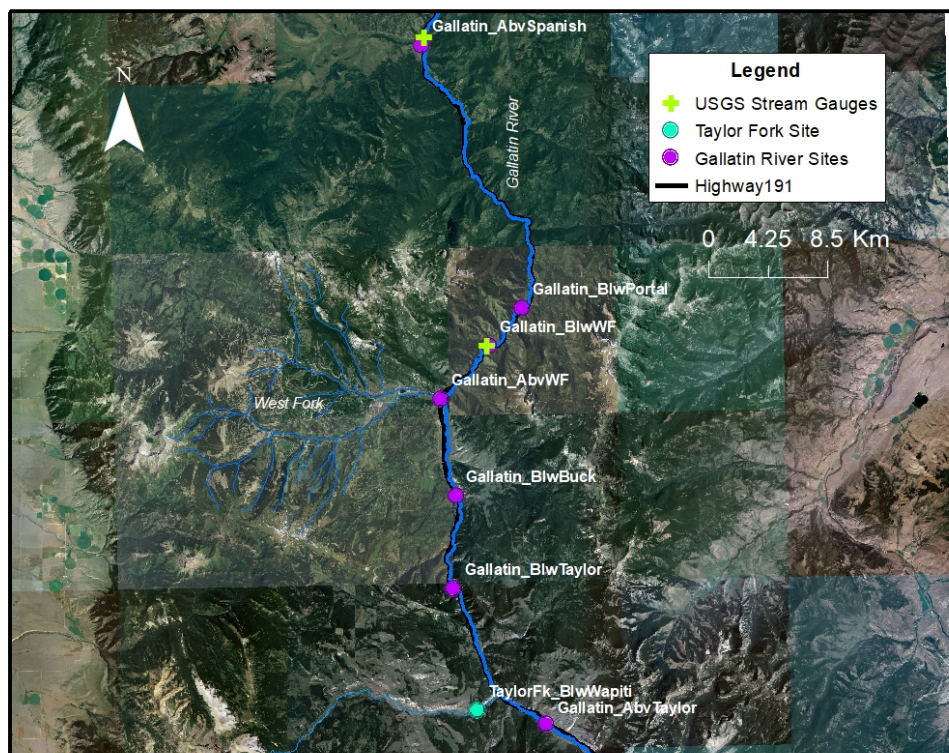 Gallatin_AbvSpanish
N
Legend
USGS Stream Gauges
Taylor Fork Site
Gallatin River Sites
Highway191
Gallatin River
0 4.25 8.5 Km
Gallatin_BlwPortal
Gallatin_BlwWF
Gallatin_AbvWF
West Fork
Gallatin_BlwBuck
Gallatin_BlwTaylor
TaylorFk_BlwWapiti
Gallatin_AbvTaylor